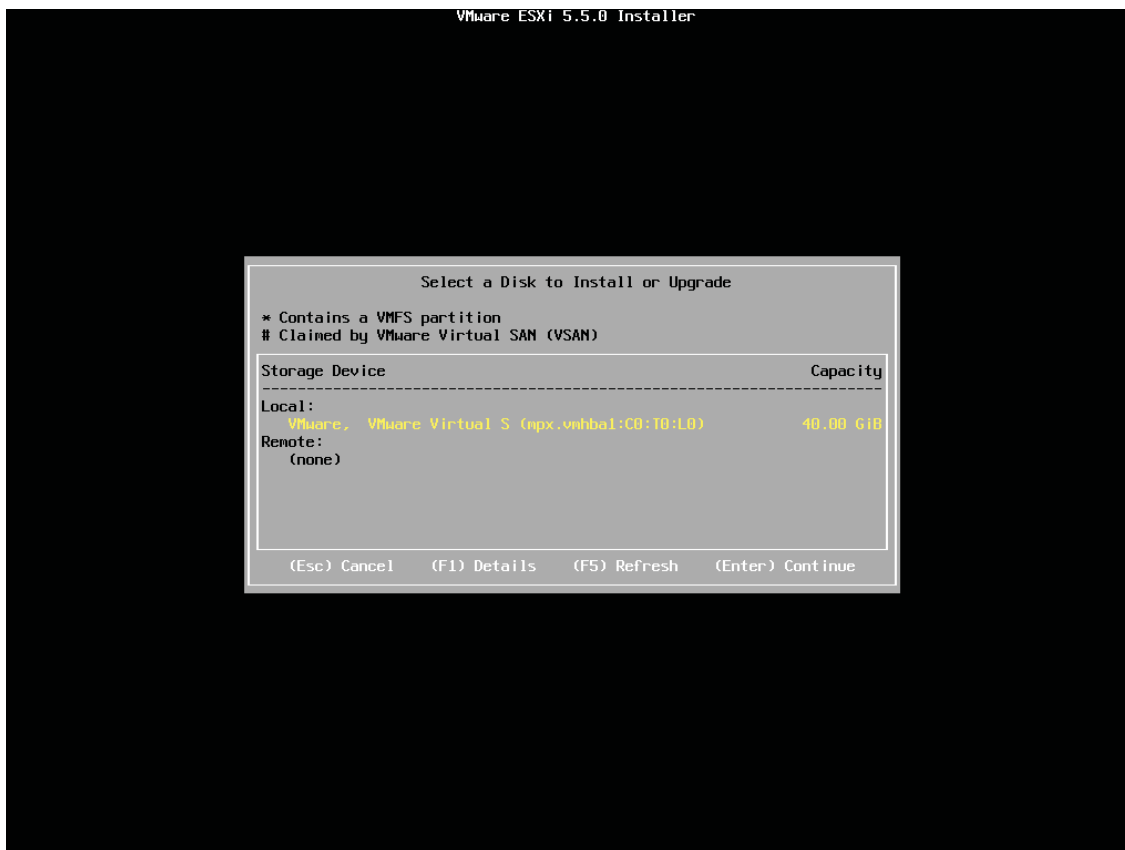 VMware ESXi 5.5.0 Installer
Select a Disk to Install or Upgrade
* Contains a VMFS partition
# Claimed by VMware Virtual SAN (VSAN)
Storage Device Capacity
--------------------------------------------------------------------------------
Local:
VMware, VMware Virtual S (mpx.vmhba1:C0:T0:L0) 40.00 GiB
Remote:
(none)
(Esc) Cancel (F1) Details (F5) Refresh (Enter) Continue